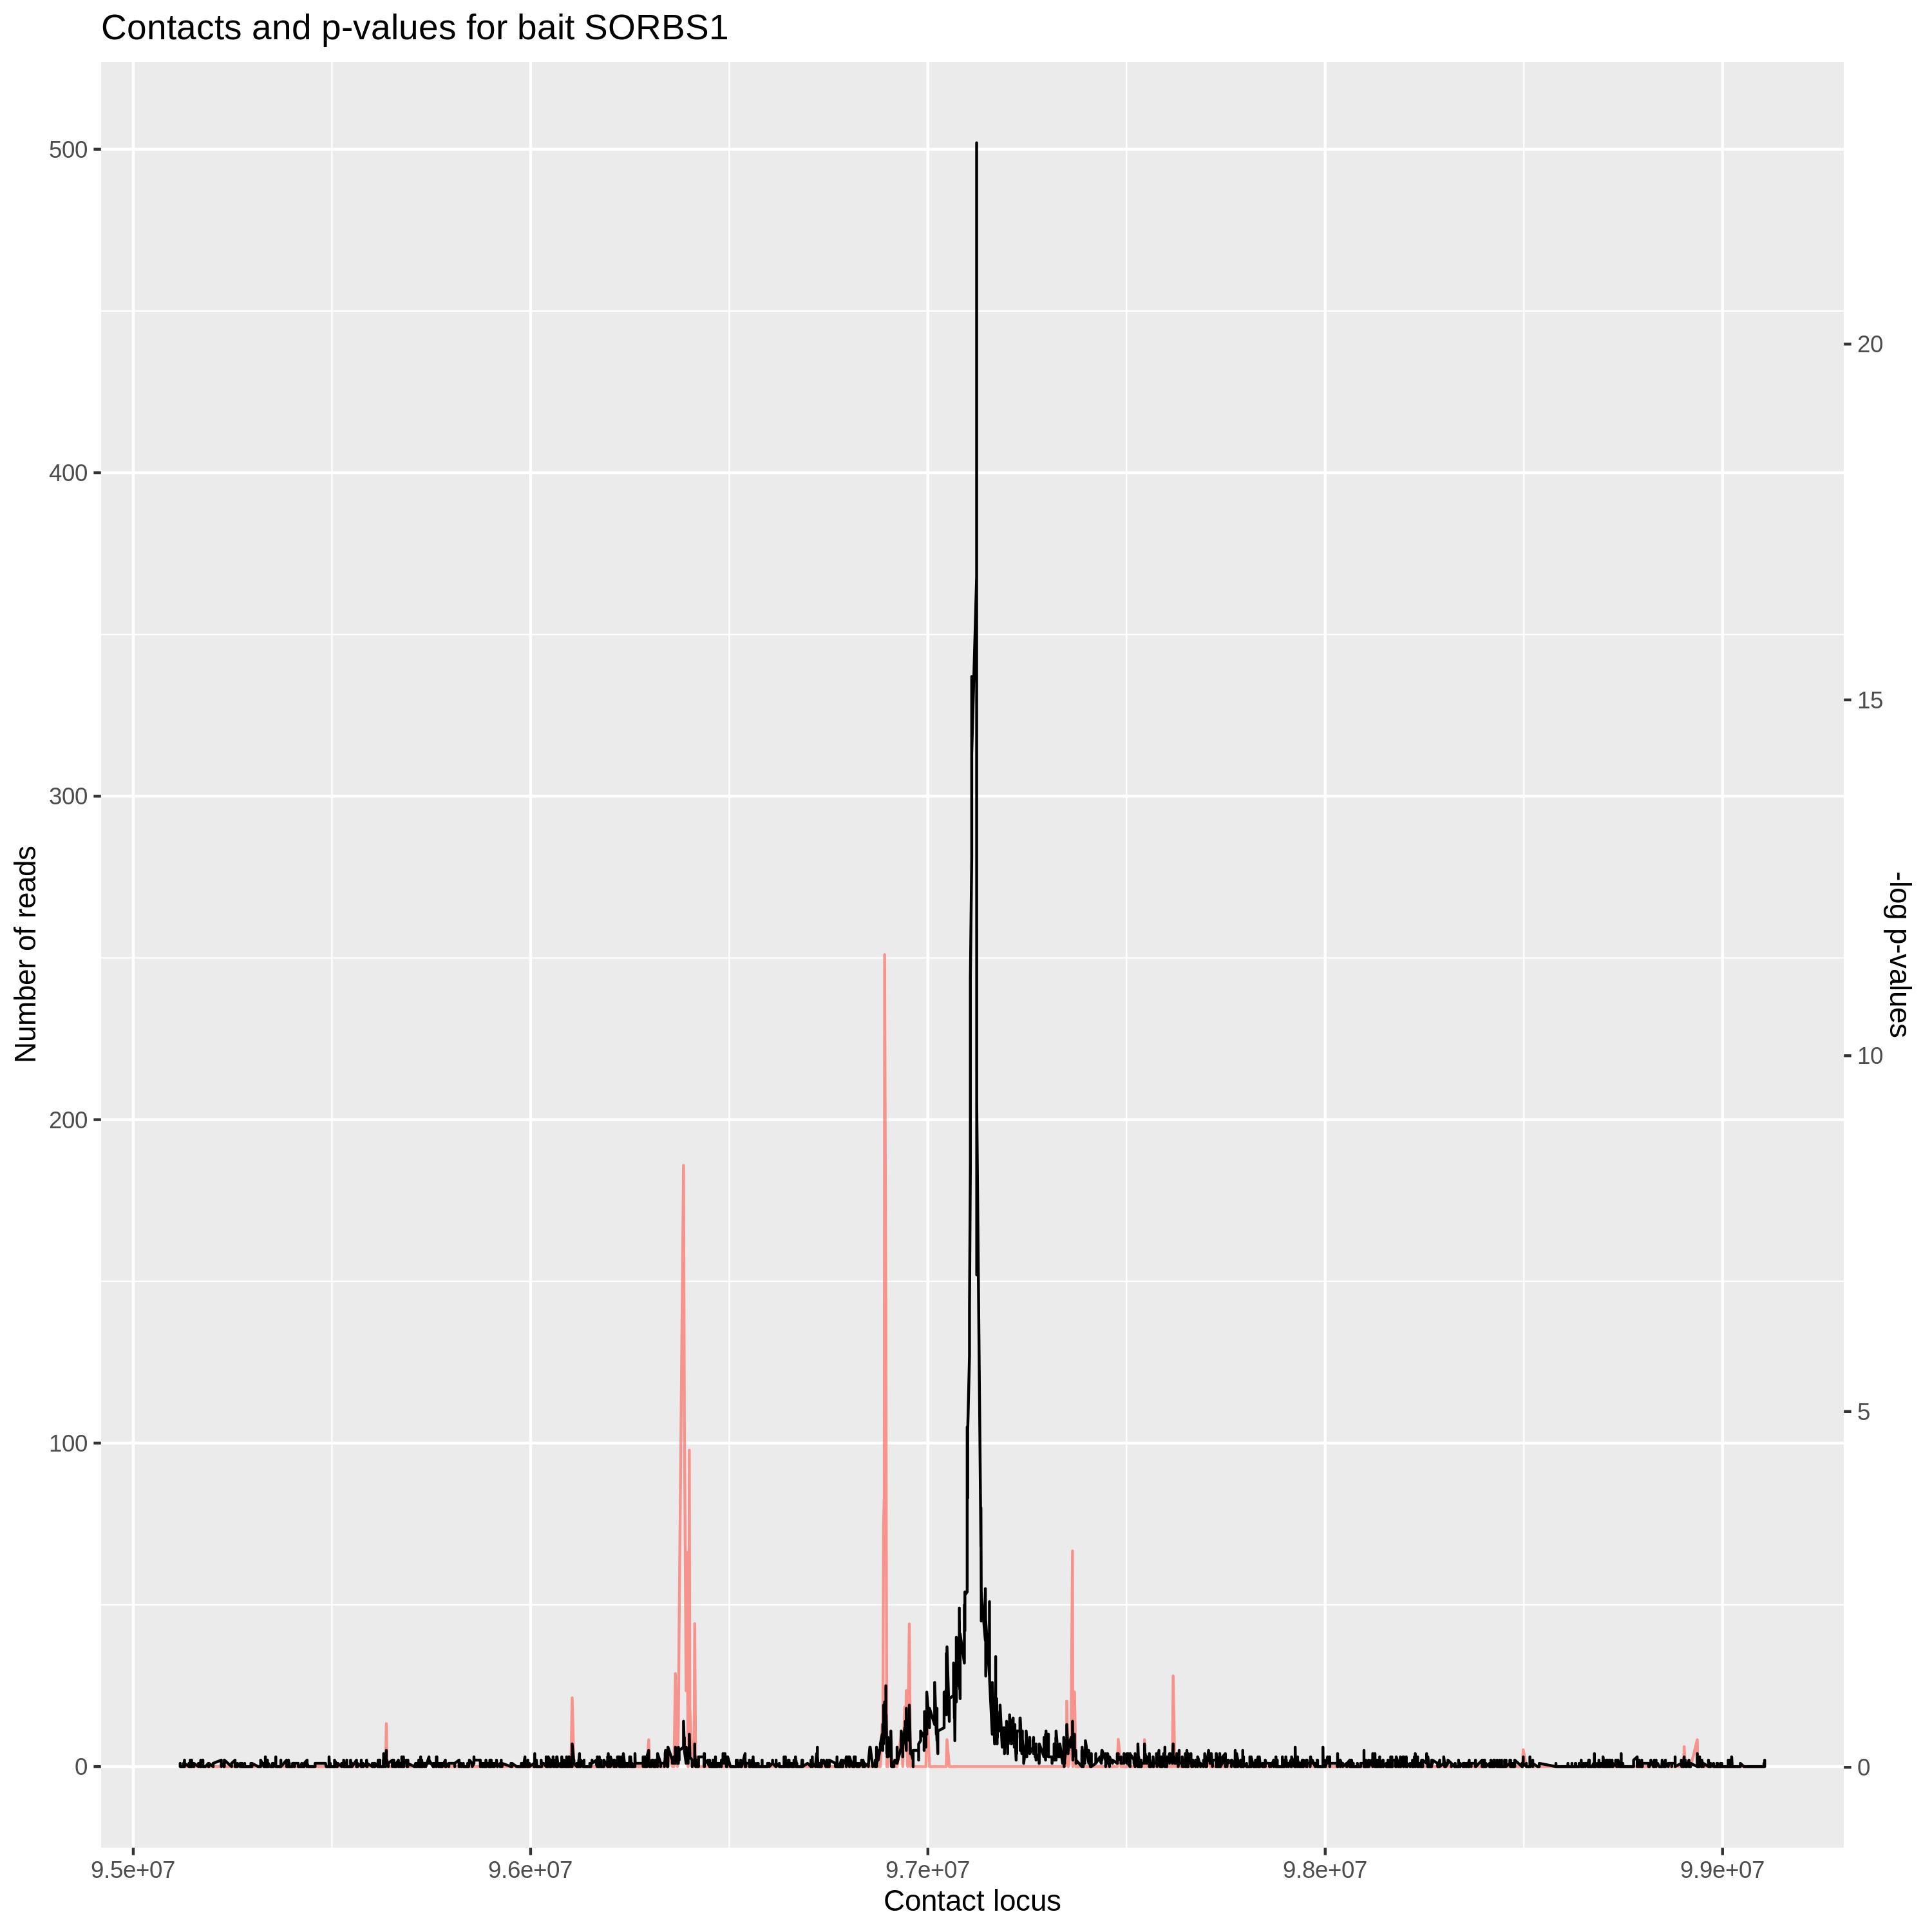 Contacts and p-values for bait SORBS1
500
400
300
200
100
0
Number of reads
20
15
10
5
0
-log p-values
9.5e+07 9.6e+07 9.7e+07 9.8e+07 9.9e+07
Contact locus